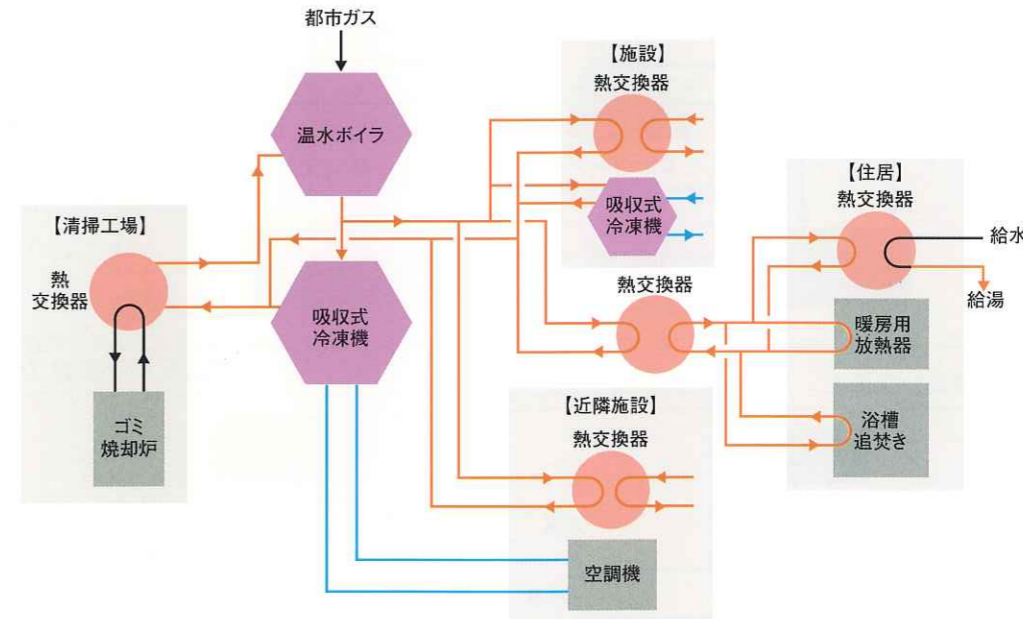 都市ガス
温水ボイラ
【清掃工場】
熱
交換器
ゴミ
焼却炉
吸収式
冷凍機
【施設】
熱交換器
吸収式
冷凍機
熱交換器
【近隣施設】
熱交換器
空調機
【住居】
熱交換器
給水
給湯
暖房用
放熱器
浴槽
追焚き